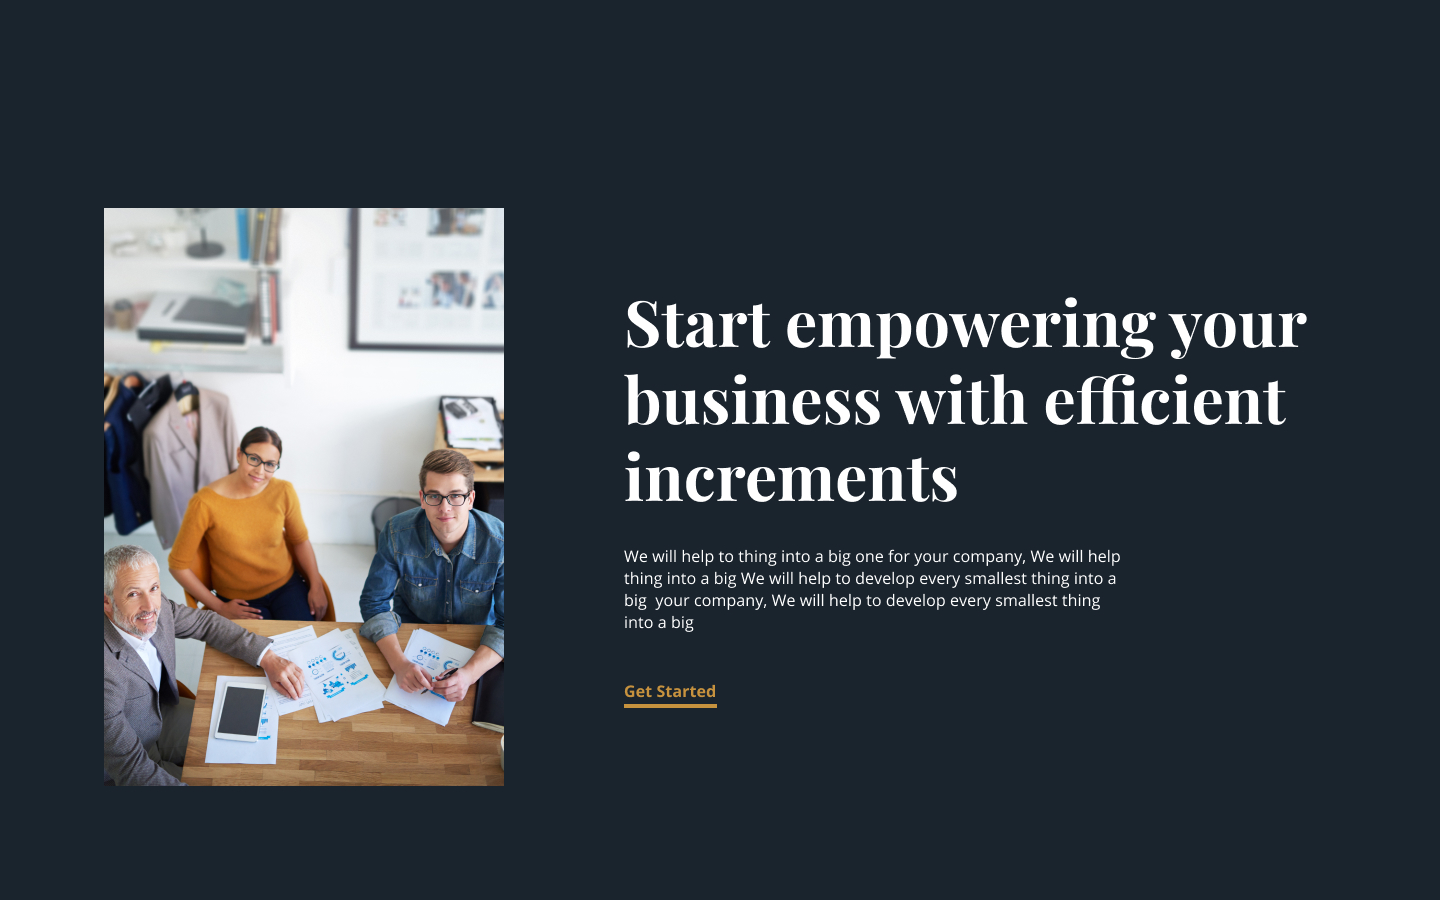 Start empowering your
business with efficient
increments
We will help to thing into a big one for your company, We will help
thing into a big We will help to develop every smallest thing into a
big  your company, We will help to develop every smallest thing
into a big
Get Started